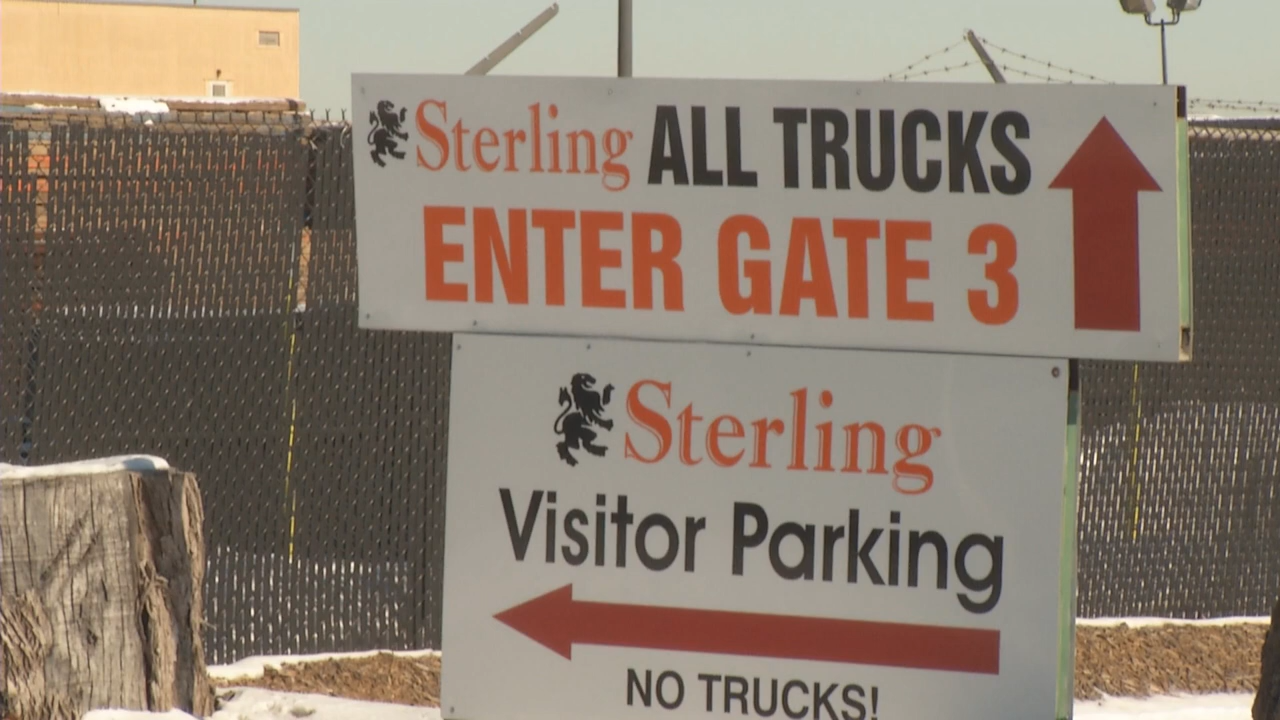 Sterling ALL TRUCKS
ENTER GATE 3
Sterling
Visitor Parking
NO TRUCKS!